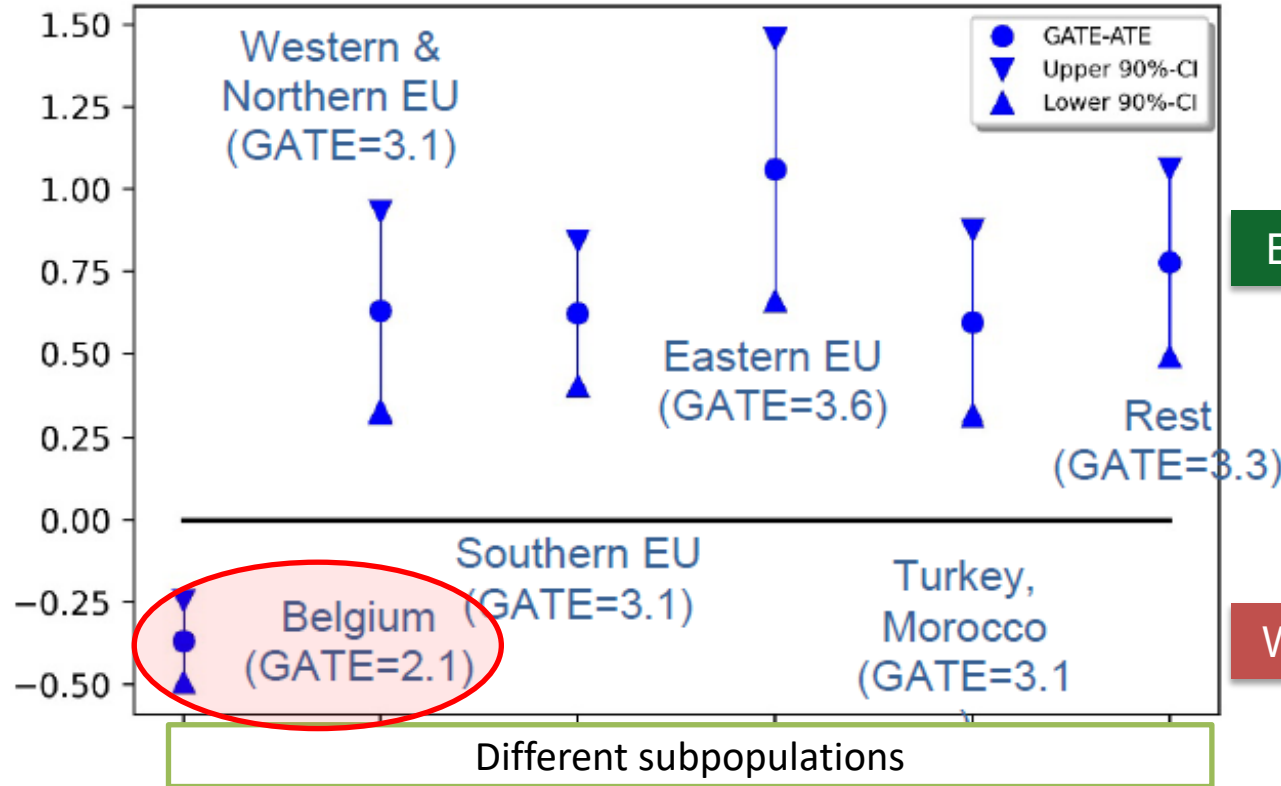 1.50
1.25
1.00
0.75
0.50
0.25
0.00
−0.25
−0.50
Western &
Northern EU
(GATE=3.1)
GATE-ATE
Upper 90%-CI
Lower 90%-CI
E
Eastern EU
(GATE=3.6)
Rest
(GATE=3.3)
Southern EU
(GATE=3.1)
Turkey,
Morocco
(GATE=3.1
)
Belgium
(GATE=2.1)
W
Different subpopulations